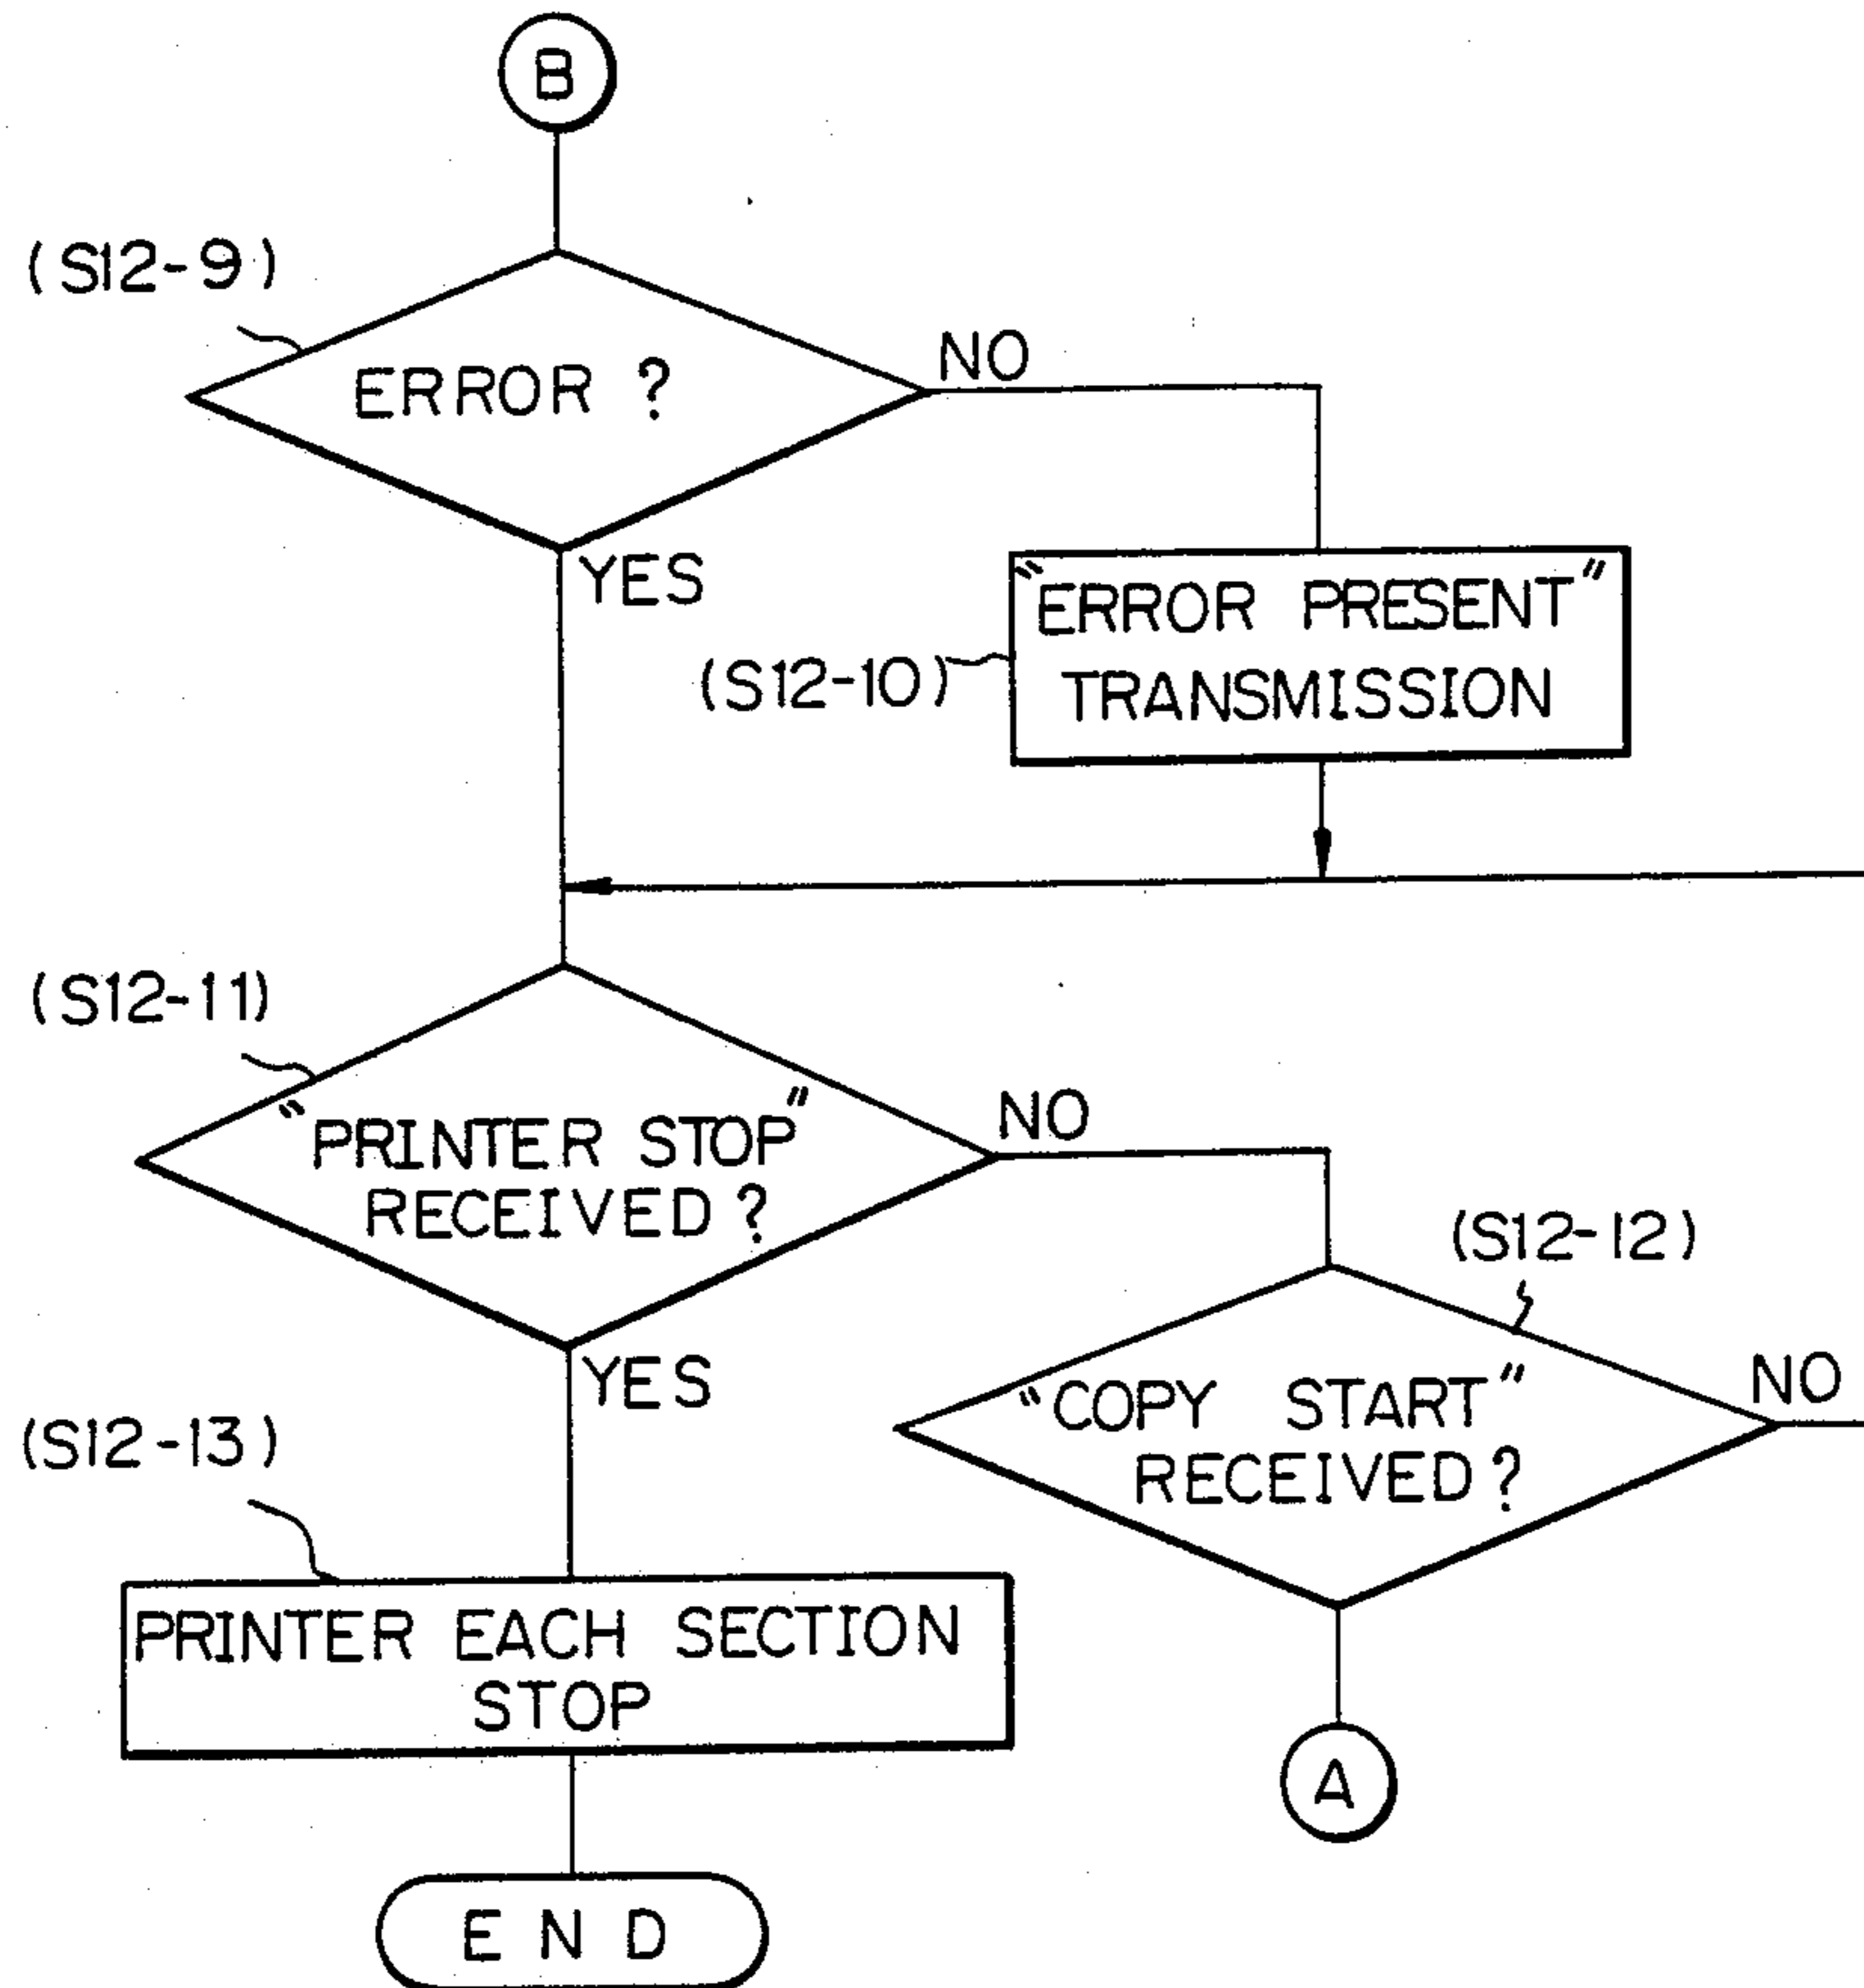 B
(S12-9)
ERROR ?
NO
YES
"ERROR PRESENT"
TRANSMISSION
(S12-10)
(S12-11)
"PRINTER STOP"
RECEIVED ?
NO
YES
(S12-12)
"COPY START"
RECEIVED ?
NO
(S12-13)
PRINTER EACH SECTION
STOP
A
END